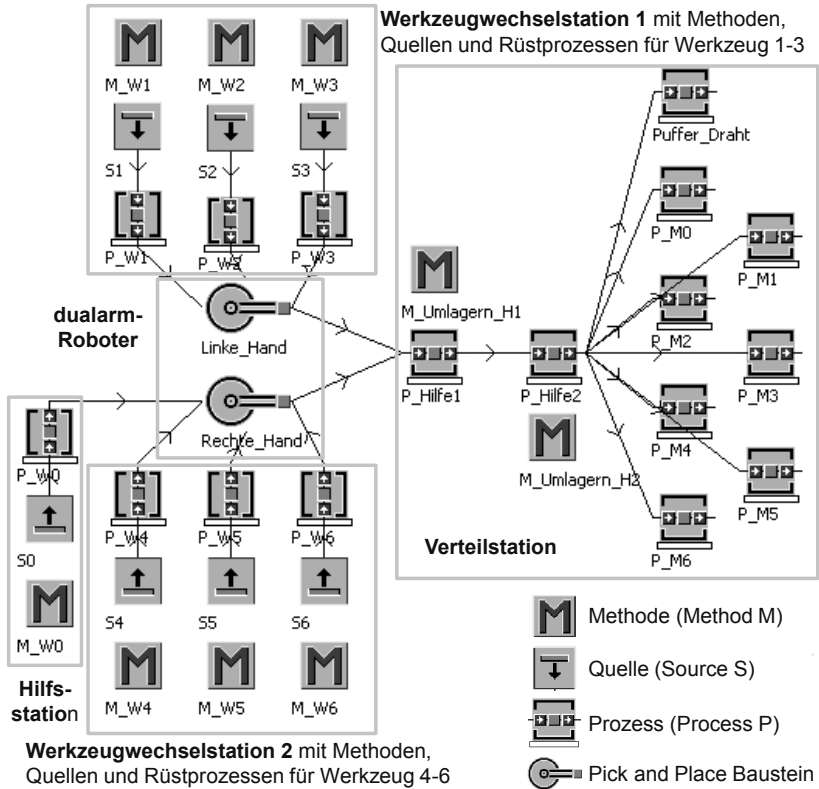 Werkzeugwechselstation 1 mit Methoden,
Quellen und Rüstprozessen für Werkzeug 1-3
M_W1
M_W2
M_W3
S1
S2
S3
P_W1
P_W2
P_W3
dualarm-
Roboter
Linke_Hand
Rechte_Hand
P_W0
S0
M_W0
Hilfs-
station
P_W4
P_W5
P_W6
S4
S5
S6
M_W4
M_W5
M_W6
Werkzeugwechselstation 2 mit Methoden,
Quellen und Rüstprozessen für Werkzeug 4-6
M_Umlagern_H1
P_Hilfe1
P_Hilfe2
M_Umlagern_H2
Verteilstation
Puffer_Draht
P_M0
P_M1
P_M2
P_M3
P_M4
P_M5
P_M6
Methode (Method M)
Quelle (Source S)
Prozess (Process P)
Pick and Place Baustein